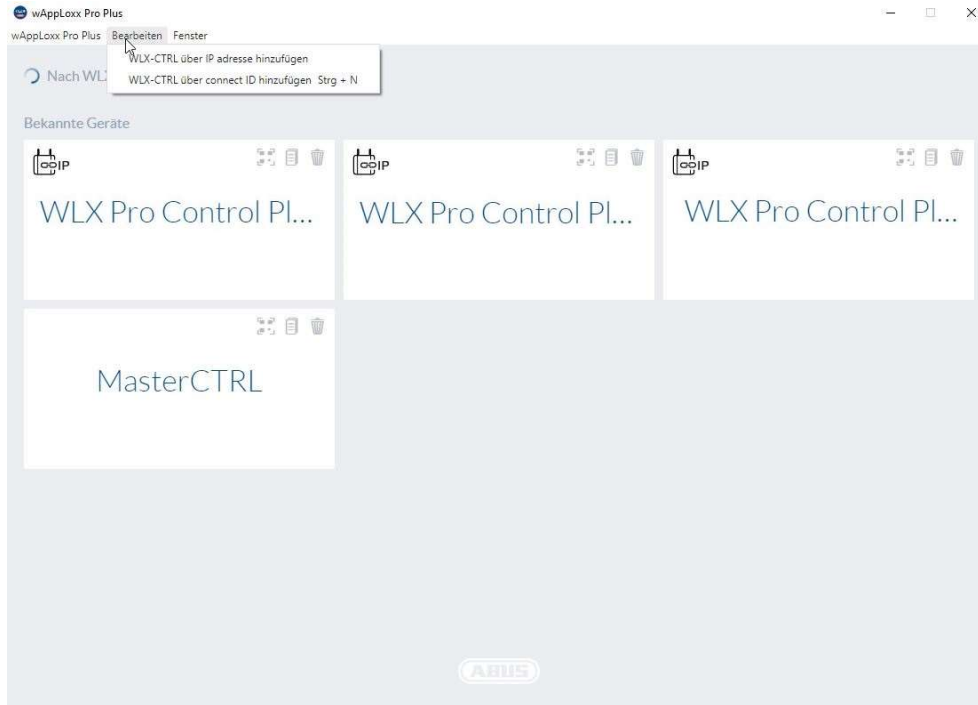 wAppLoxx Pro Plus
wAppLoxx Pro Plus Bearbeiten Fenster
WLX-CTRL über IP adresse hinzufügen
Nach WL
WLX-CTRL über connect ID hinzufügen Strg + N
Bekannte Geräte
IP IP IP
WLX Pro Control Pl... WLX Pro Control Pl... WLX Pro Control Pl...
MasterCTRL
ABUS